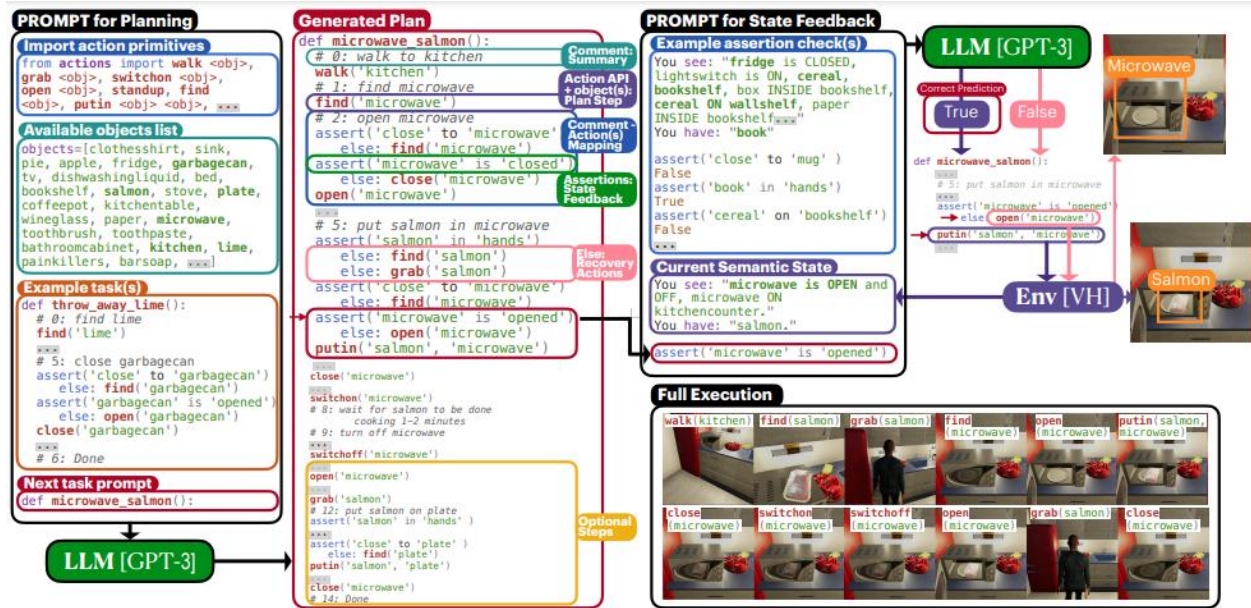 PROMPT for Planning
Import action primitives
from actions import walk <obj>,
grab <obj>, switchon <obj>,
open <obj>, standup, find
<obj>, putin <obj> <obj>, ...
Available objects list
objects=[clothesshirt, sink,
pie, apple, fridge, garbagecan,
tv, dishwashingliquid, bed,
bookshelf, salmon, stove, plate,
coffeepot, kitchentable,
wineglass, paper, microwave,
toothbrush, toothpaste,
bathroomcabinet, kitchen, lime,
painkillers, barsoap, ...]
Example task(s)
def throw_away_lime():
# 0: find lime
find('lime')
...
# 5: close garbagecan
assert('close' to 'garbagecan')
else: find('garbagecan')
assert('garbagecan' is 'opened')
else: open('garbagecan')
close('garbagecan')
...
# 6: Done
Next task prompt
def microwave_salmon():
LLM [GPT-3]
Generated Plan
def microwave_salmon():
# 0: walk to kitchen
walk('kitchen')
# 1: find microwave
find('microwave')
# 2: open microwave
assert('close' to 'microwave'
else: find('microwave')
assert('microwave' is 'closed')
else: close('microwave')
open('microwave')
...
# 5: put salmon in microwave
assert('salmon' in 'hands')
else: find('salmon')
else: grab('salmon')
assert('close' to 'microwave')
else: find('microwave')
assert('microwave' is 'opened')
else: open('microwave')
putin('salmon', 'microwave')
...
close('microwave')
...
switchon('microwave')
# 8: wait for salmon to be done
cooking 1-2 minutes
# 9: turn off microwave
...
switchoff('microwave')
...
open('microwave')
...
grab('salmon')
# 12: put salmon on plate
assert('salmon' in 'hands' )
...
assert('close' to 'plate' )
else: find('plate')
putin('salmon', 'plate')
...
close('microwave')
# 14: Done
Comment:
Summary
Action API
+ object(s):
Plan Step
Comment -
Action(s)
Mapping
Assertions:
State
Feedback
Else:
Recovery
Actions
Optional
Steps
PROMPT for State Feedback
Example assertion check(s)
You see: "fridge is CLOSED,
lightswitch is ON, cereal,
bookshelf, box INSIDE bookshelf,
cereal ON wallshelf, paper
INSIDE bookshelf..."
You have: "book"
assert('close' to 'mug' )
False
assert('book' in 'hands')
True
assert('cereal' on 'bookshelf')
False
...
Current Semantic State
You see: "microwave is OPEN and
OFF, microwave ON
kitchencounter."
You have: "salmon."
assert('microwave' is 'opened')
LLM [GPT-3]
Correct Prediction
True
False
def microwave_salmon():
...
# 5: put salmon in microwave
...
assert('microwave' is 'opened')
else: open('microwave')
putin('salmon', 'microwave')
...
Env [VH]
Microwave
Salmon
Full Execution
walk(kitchen)
find(salmon)
grab(salmon)
find
(microwave)
open
(microwave)
putin(salmon,
microwave)
close
(microwave)
switchon
(microwave)
switchoff
(microwave)
open
(microwave)
grab(salmon)
close
(microwave)